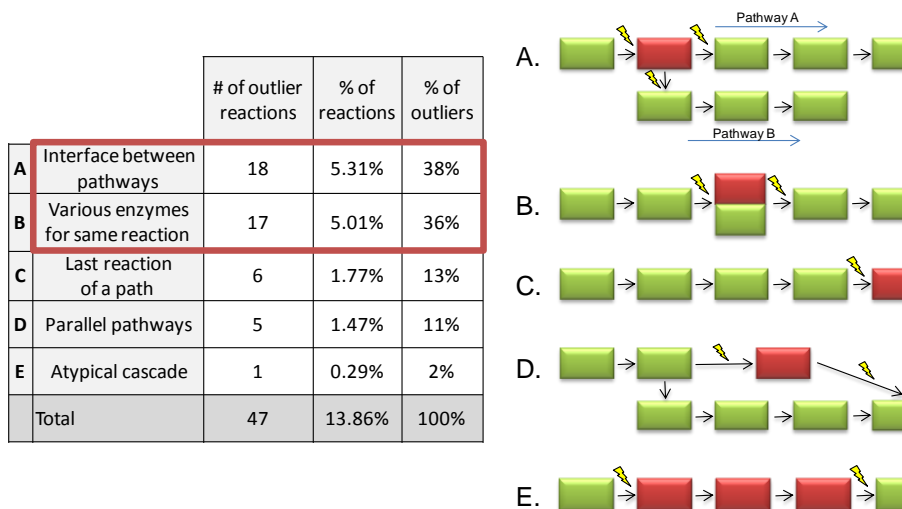 # of outlier reactions % of reactions % of outliers
A Interface between pathways 18 5.31% 38%
B Various enzymes for same reaction 17 5.01% 36%
C Last reaction of a path 6 1.77% 13%
D Parallel pathways 5 1.47% 11%
E Atypical cascade 1 0.29% 2%
Total 47 13.86% 100%
Pathway A
A.
Pathway B
B.
C.
D.
E.